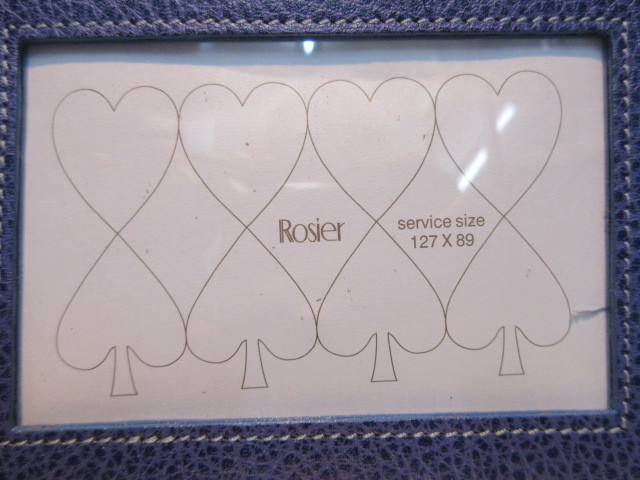 Rosier
service size
127 X 89